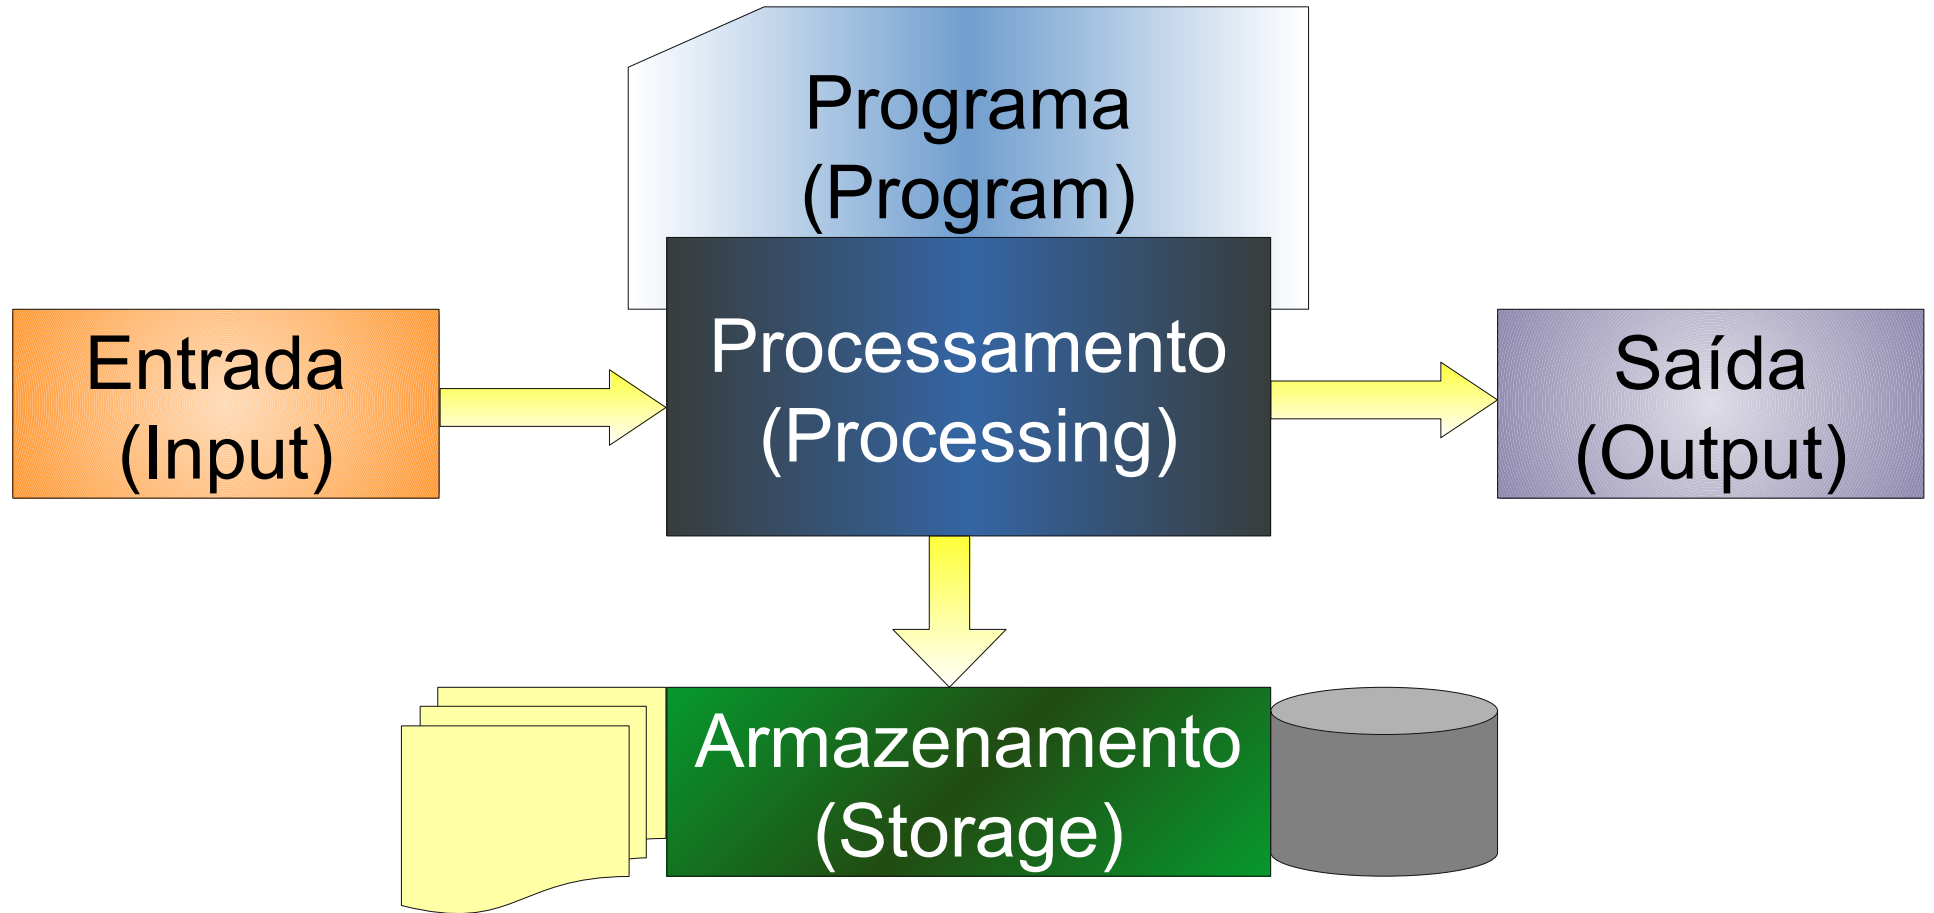 Programa
(Program)
Entrada
(Input)
Processamento
(Processing)
Saída
(Output)
Armazenamento
(Storage)